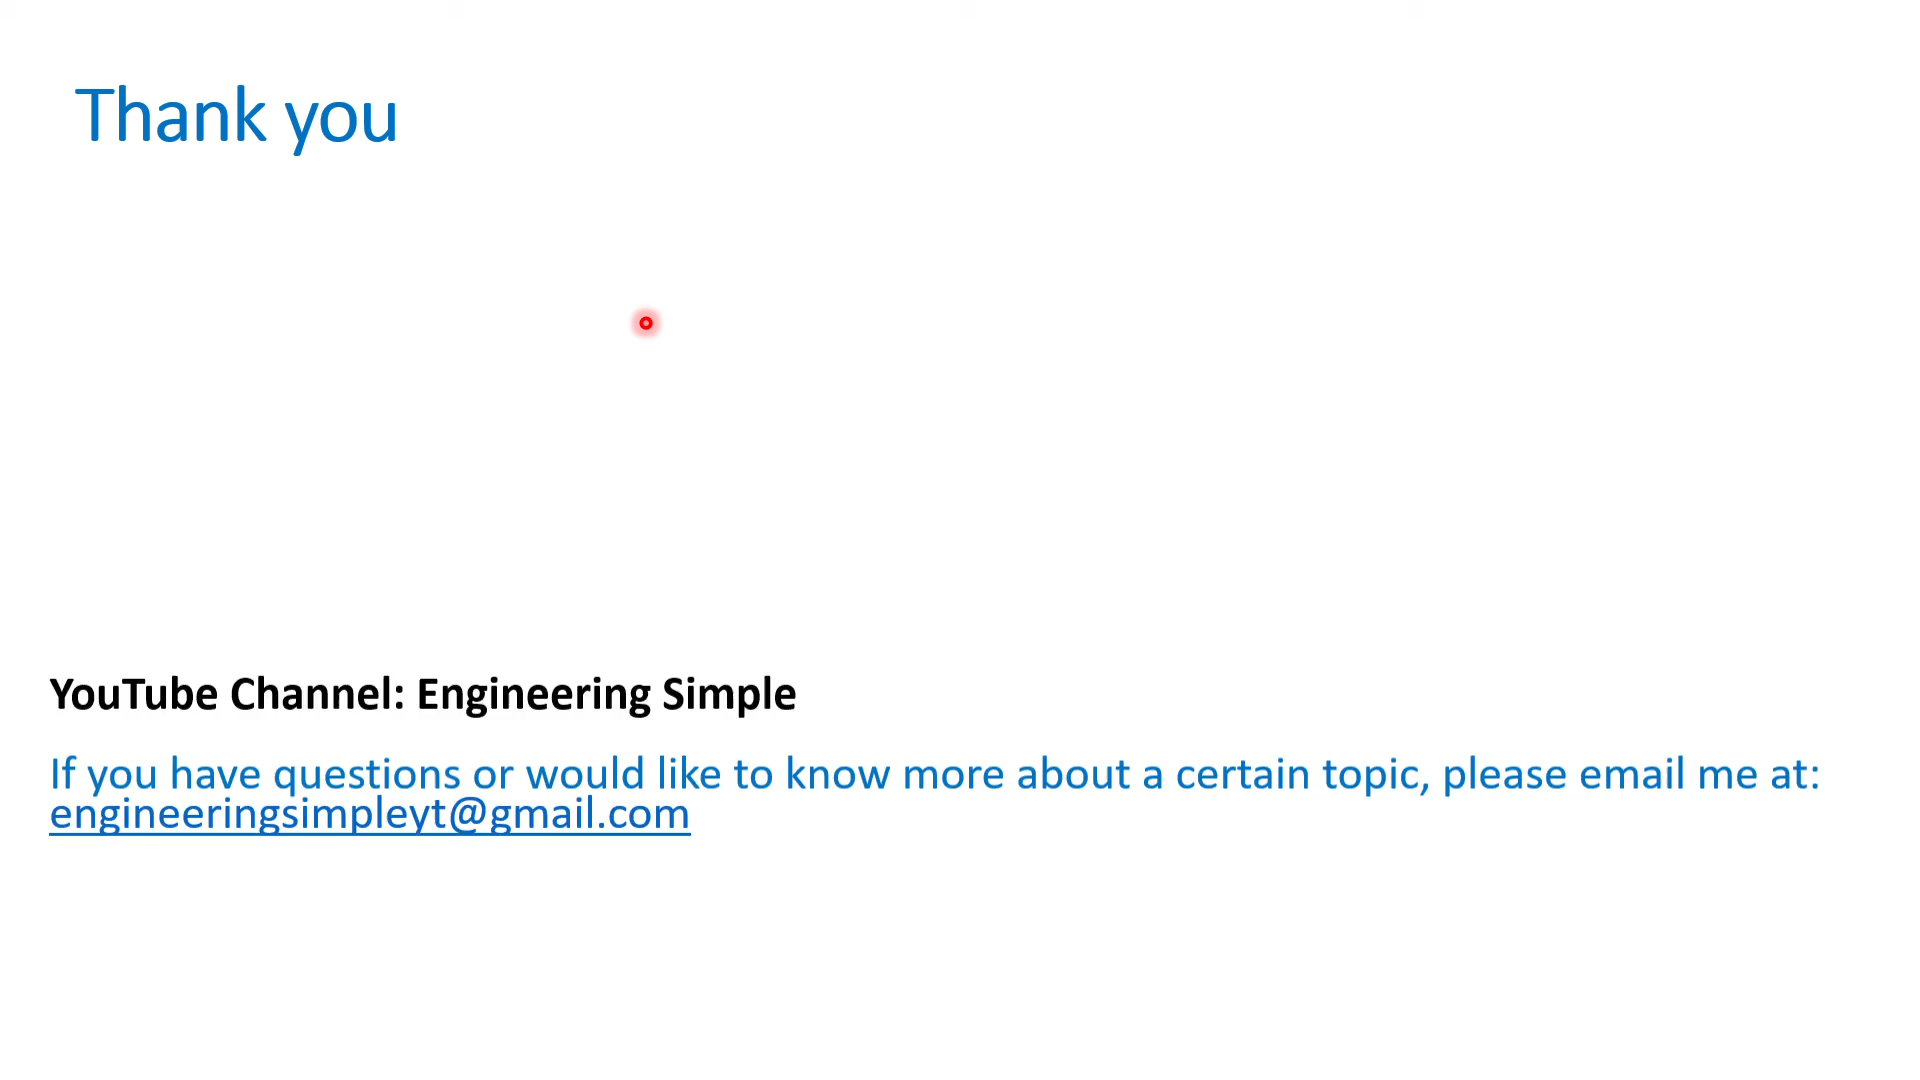 Thank you
YouTube Channel: Engineering Simple
If you have questions or would like to know more about a certain topic, please email me at:
engineeringsimpleyt@gmail.com